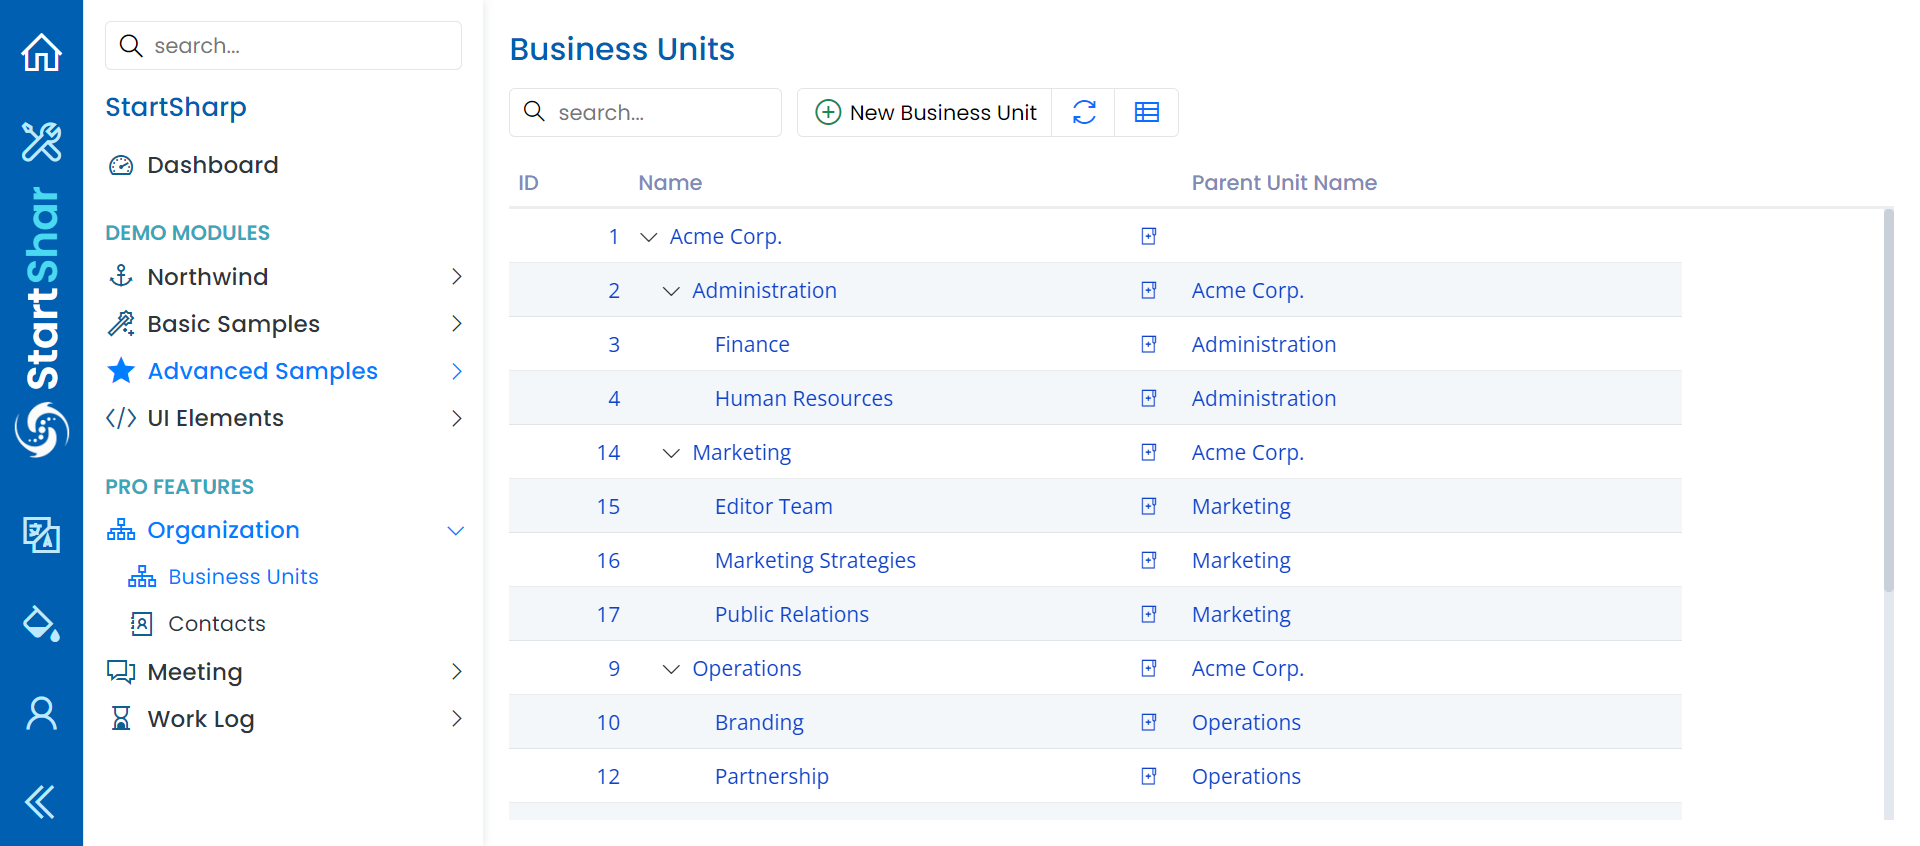 StartShar
search...
StartSharp
Dashboard
DEMO MODULES
Northwind
Basic Samples
Advanced Samples
UI Elements
PRO FEATURES
Organization
Business Units
Contacts
Meeting
Work Log
Business Units
search...
New Business Unit
ID Name Parent Unit Name
1 Acme Corp.
2 Administration Acme Corp.
3 Finance Administration
4 Human Resources Administration
14 Marketing Acme Corp.
15 Editor Team Marketing
16 Marketing Strategies Marketing
17 Public Relations Marketing
9 Operations Acme Corp.
10 Branding Operations
12 Partnership Operations